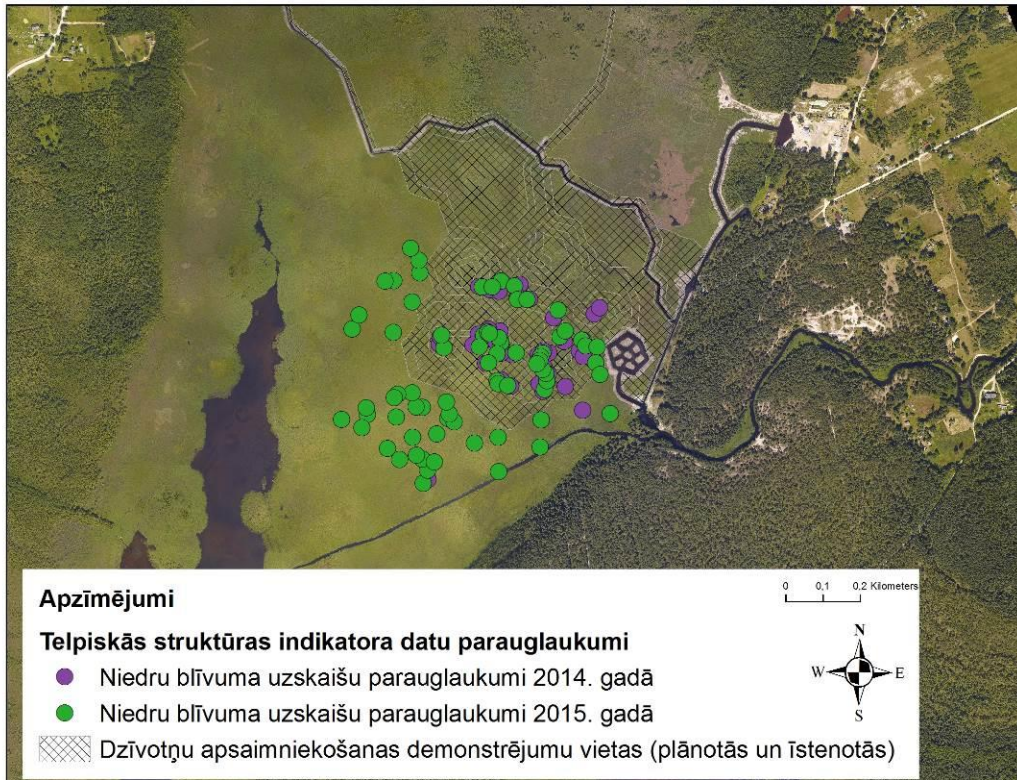 Apzīmējumi
0 0,1 0,2 Kilometers
Telpiskās struktūras indikatora datu parauglaukumi
Niedru blīvuma uzskaišu parauglaukumi 2014. gadā
Niedru blīvuma uzskaišu parauglaukumi 2015. gadā
Dzīvotņu apsaimniekošanas demonstrējumu vietas (plānotās un īstenotās)
N
W E
S